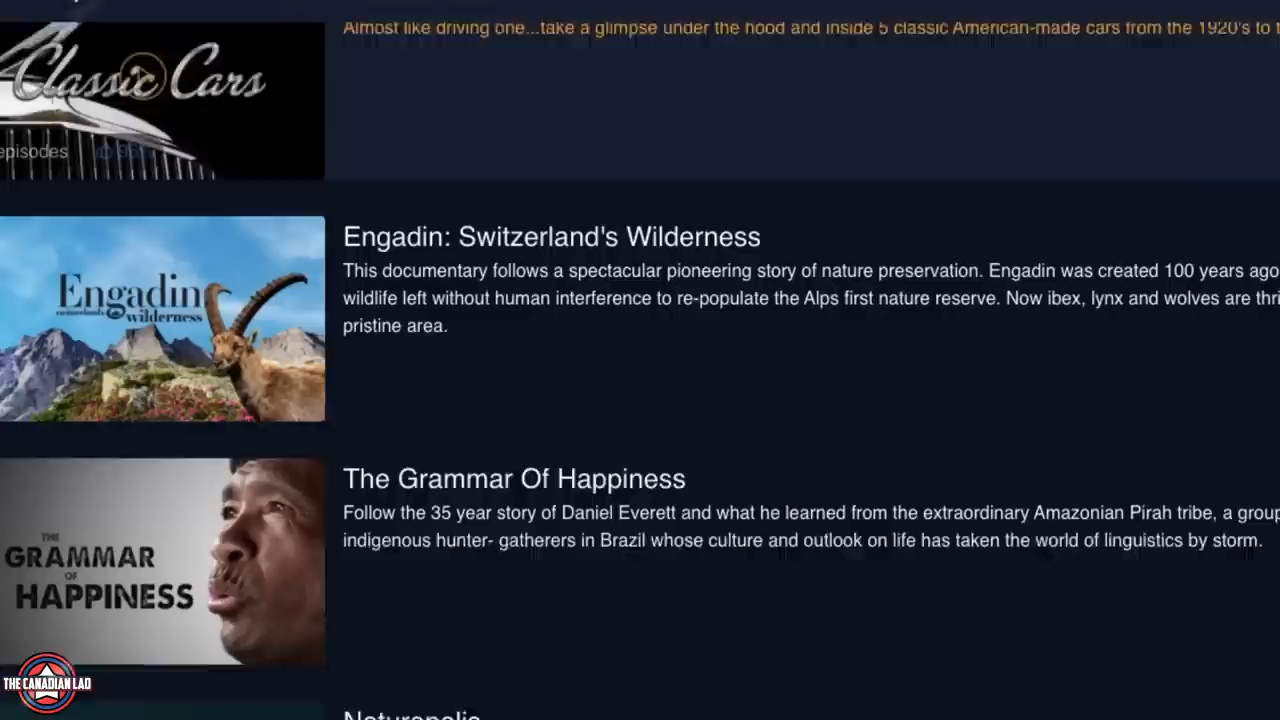 Almost like driving one...take a glimpse under the hood and inside 5 classic American-made cars from the 1920's to
Classic Cars
episodes
Engadin: Switzerland's Wilderness
This documentary follows a spectacular pioneering story of nature preservation. Engadin was created 100 years ago
wildlife left without human interference to re-populate the Alps first nature reserve. Now ibex, lynx and wolves are thri
pristine area.
Engadin
switzerland's
wilderness
The Grammar Of Happiness
Follow the 35 year story of Daniel Everett and what he learned from the extraordinary Amazonian Pirah tribe, a group
indigenous hunter- gatherers in Brazil whose culture and outlook on life has taken the world of linguistics by storm.
THE
GRAMMAR
OF
HAPPINESS
THE CANADIAN LAD
Naturopolis